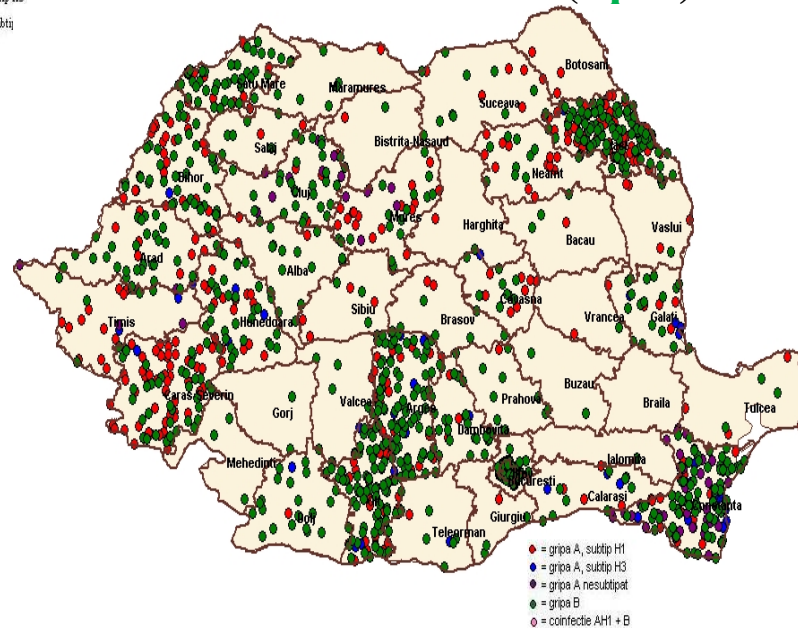 Botosani
Satu Mare
Maramures
Suceava
Iasi
Salaj
Bistrita-Nasaud
Neamt
Bihor
Cluj
Mures
Harghita
Bacau
Vaslui
Arad
Alba
Covasna
Sibiu
Brasov
Vrancea
Galati
Timis
Hunedoara
Caras-Severin
Gorj
Valcea
Arges
Prahova
Buzau
Braila
Tulcea
Dambovita
Mehedinti
Ialomita
Bucuresti
Calarasi
Constanta
Dolj
Teleorman
Giurgiu
= gripa A, subtip H1
= gripa A, subtip H3
= gripa A nesubtipat
= gripa B
= coinfectie AH1 + B